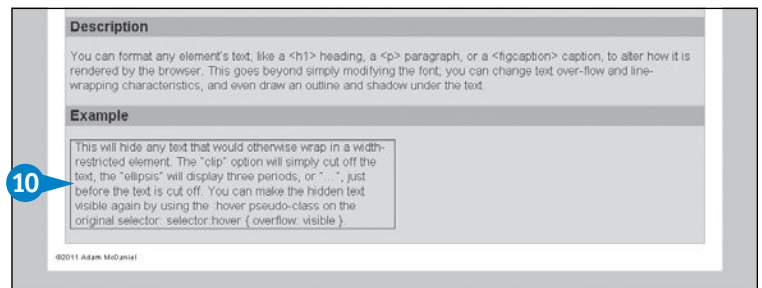 Description
You can format any element's text, like a <h1> heading, a <p> paragraph, or a <figcaption> caption, to alter how it is
rendered by the browser. This goes beyond simply modifying the font; you can change text over-flow and line-
wrapping characteristics, and even draw an outline and shadow under the text.
Example
This will hide any text that would otherwise wrap in a width-
restricted element. The "clip" option will simply cut off the
text, the "ellipsis" will display three periods, or "...", just
10
before the text is cut off. You can make the hidden text
visible again by using the :hover pseudo-class on the
original selector: selector:hover { overflow: visible }.
©2011 Adam McDaniel